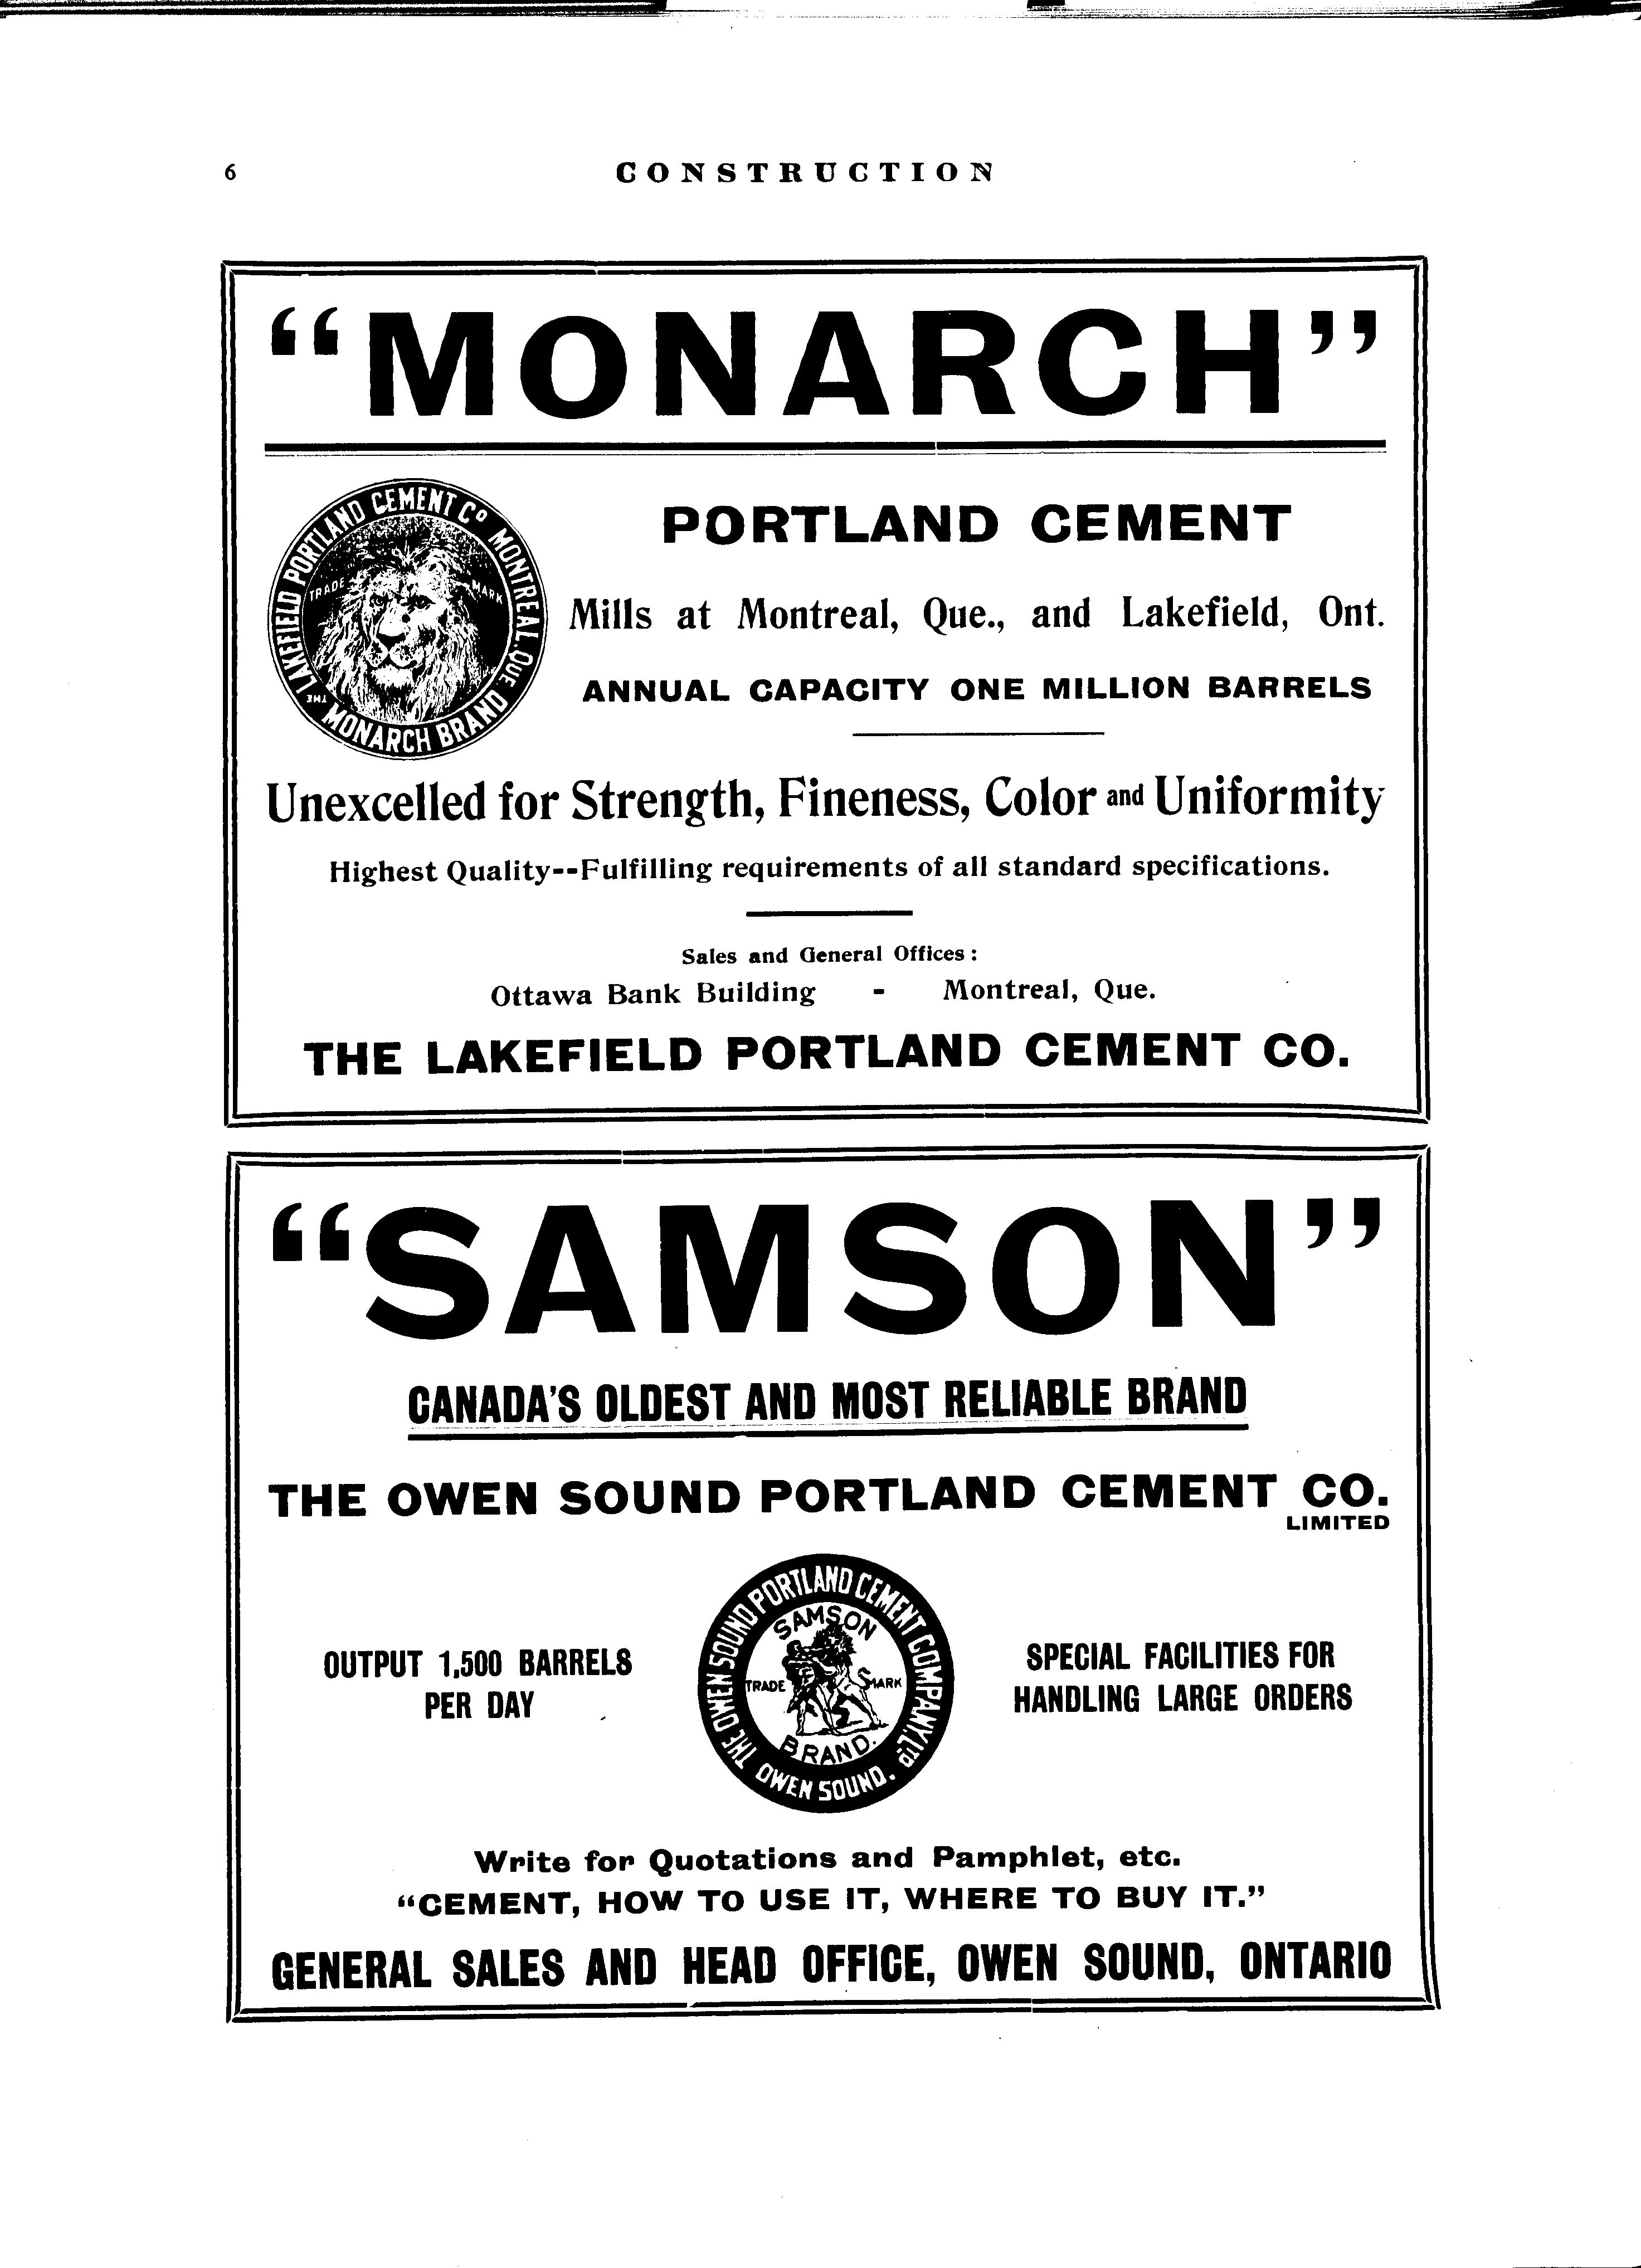 6
CONSTRUCTION
“MONARCH”
THE LAKEFIELD PORTLAND CEMENT Co MONTREAL. QUE
TRADE MARK
MONARCH BRAND
PORTLAND CEMENT
Mills at Montreal, Que., and Lakefield, Ont.
ANNUAL CAPACITY ONE MILLION BARRELS
Unexcelled for Strength, Fineness, Color and Uniformity
Highest Quality--Fulfilling requirements of all standard specifications.
Sales and General Offices:
Ottawa Bank Building - Montreal, Que.
THE LAKEFIELD PORTLAND CEMENT CO.
“SAMSON”
CANADA'S OLDEST AND MOST RELIABLE BRAND
THE OWEN SOUND PORTLAND CEMENT CO.
LIMITED
OUTPUT 1,500 BARRELS
PER DAY
THE OWEN SOUND PORTLAND CEMENT COMPANY, LTD
SAMSON
TRADE MARK
BRAND.
OWEN SOUND.
SPECIAL FACILITIES FOR
HANDLING LARGE ORDERS
Write for Quotations and Pamphlet, etc.
“CEMENT, HOW TO USE IT, WHERE TO BUY IT.”
GENERAL SALES AND HEAD OFFICE, OWEN SOUND, ONTARIO